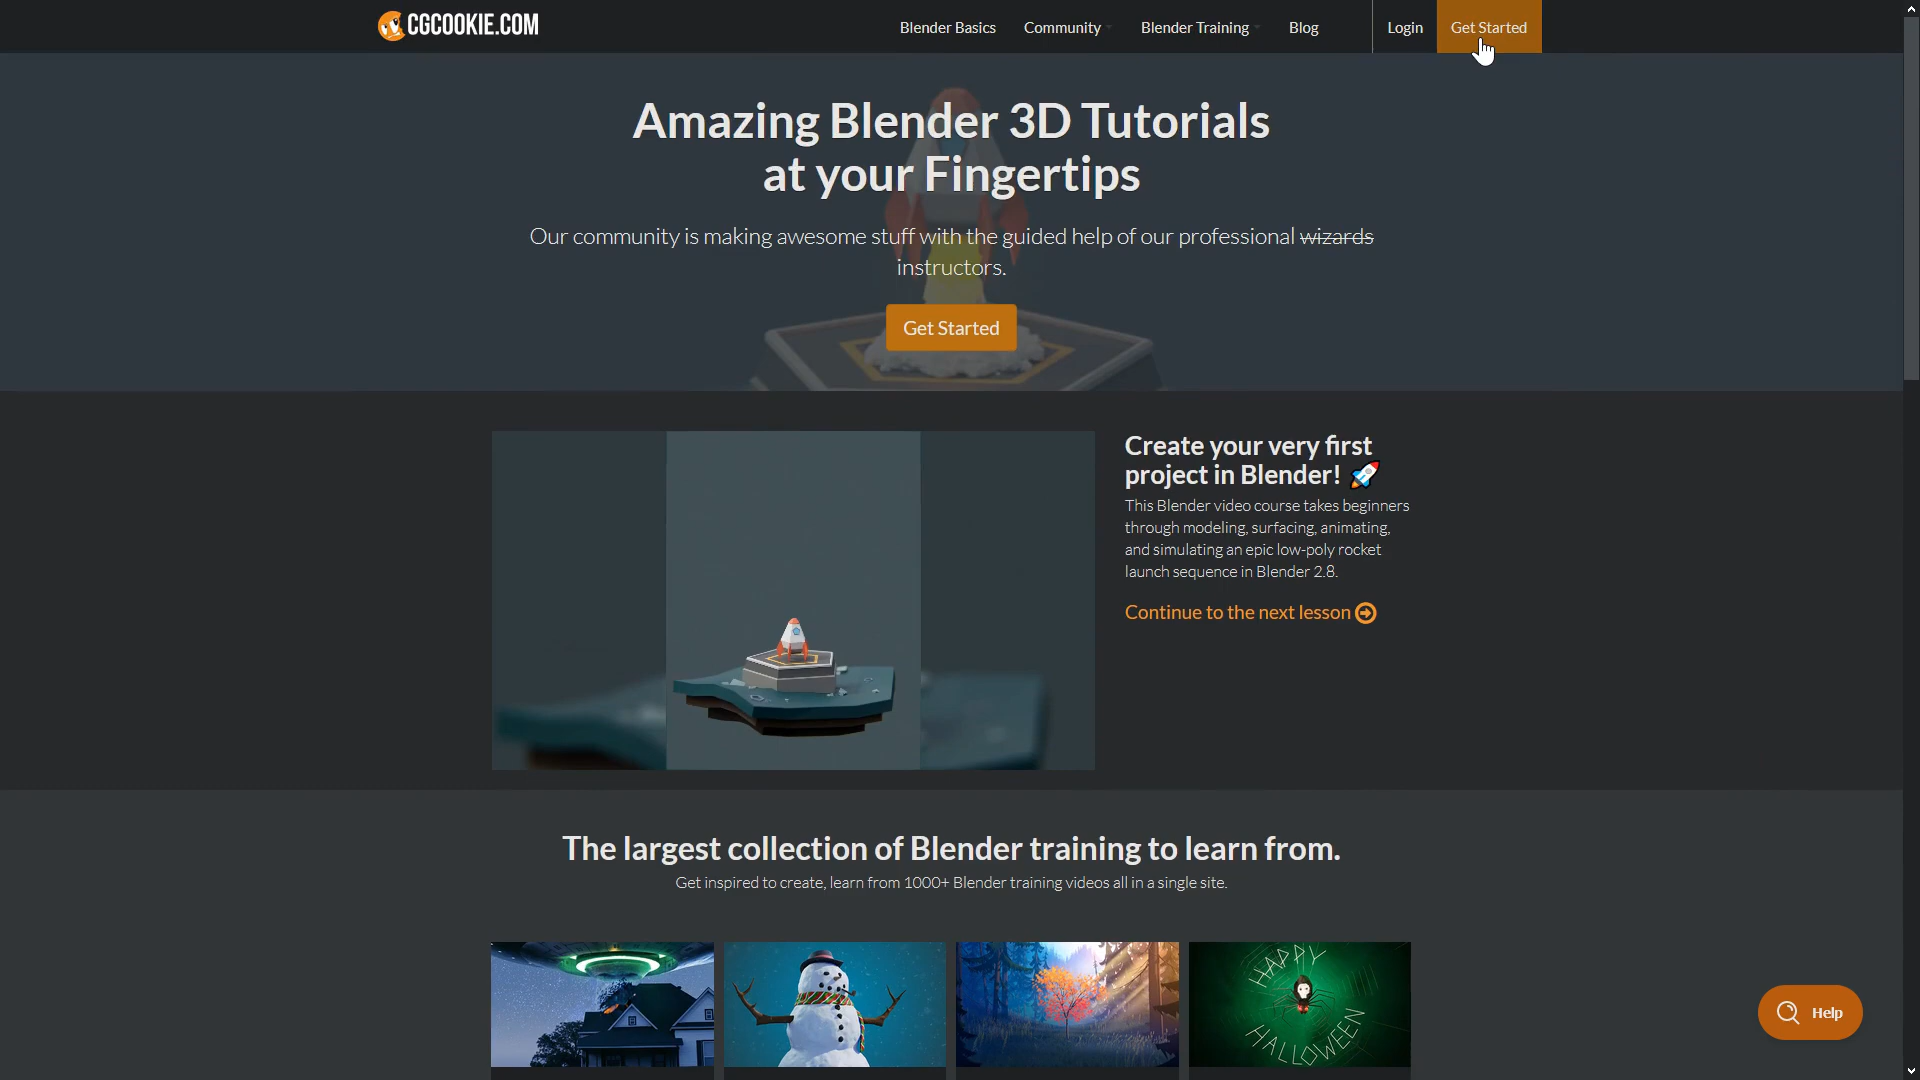 CGCOOKIE.COM
Blender Basics
Community
Blender Training
Blog
Login
Get Started
Amazing Blender 3D Tutorials
at your Fingertips
Our community is making awesome stuff with the guided help of our professional wizards
instructors.
Get Started
Create your very first
project in Blender! 🚀
This Blender video course takes beginners
through modeling, surfacing, animating,
and simulating an epic low-poly rocket
launch sequence in Blender 2.8.
Continue to the next lesson
The largest collection of Blender training to learn from.
Get inspired to create, learn from 1000+ Blender training videos all in a single site.
HAPPY
HALLOWEEN
Help